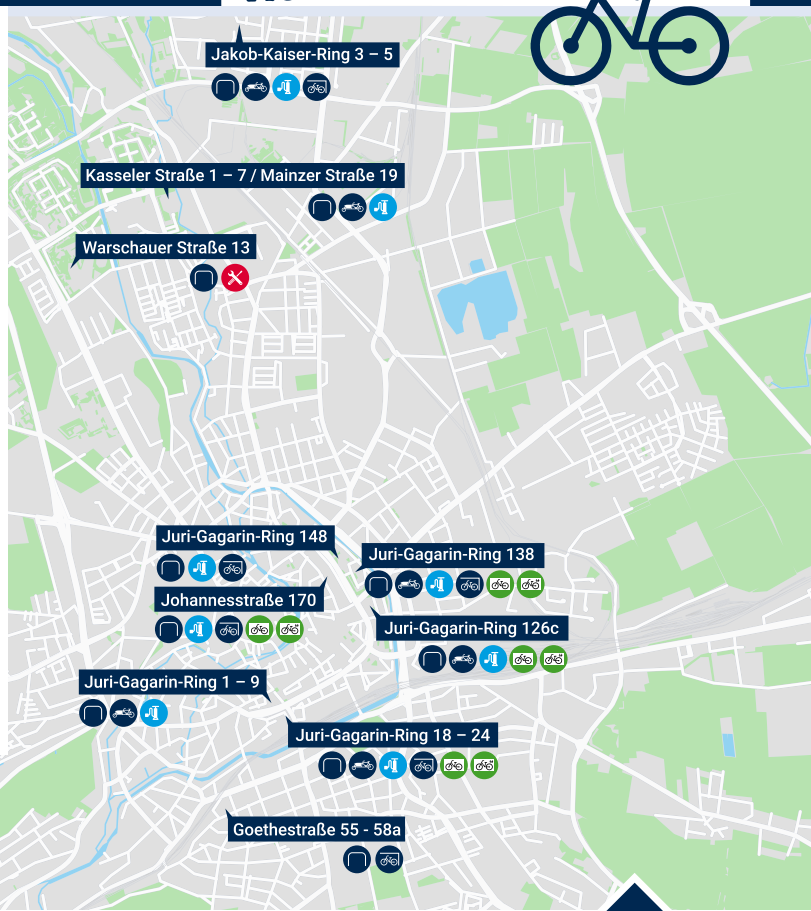 Jakob-Kaiser-Ring 3 – 5
Kasseler Straße 1 – 7 / Mainzer Straße 19
Warschauer Straße 13
Juri-Gagarin-Ring 148
Juri-Gagarin-Ring 138
Johannesstraße 170
Juri-Gagarin-Ring 126c
Juri-Gagarin-Ring 1 – 9
Juri-Gagarin-Ring 18 – 24
Goethestraße 55 - 58a